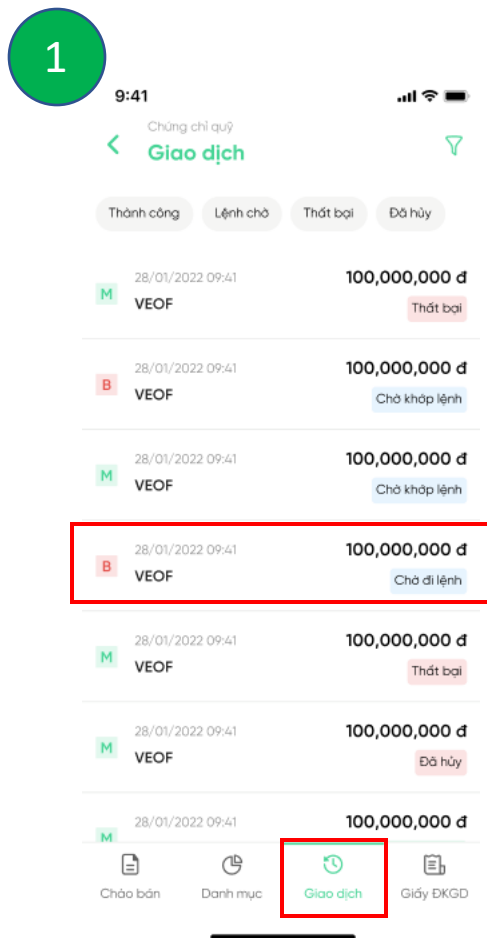 1
9:41
Chứng chỉ quỹ
Giao dịch
Thành công Lệnh chờ Thất bại Đã hủy
28/01/2022 09:41 100,000,000 đ
M VEOF Thất bại
28/01/2022 09:41 100,000,000 đ
B VEOF Chờ khớp lệnh
28/01/2022 09:41 100,000,000 đ
M VEOF Chờ khớp lệnh
28/01/2022 09:41 100,000,000 đ
B VEOF Chờ đi lệnh
28/01/2022 09:41 100,000,000 đ
M VEOF Thất bại
28/01/2022 09:41 100,000,000 đ
M VEOF Đã hủy
28/01/2022 09:41 100,000,000 đ
M
Chào bán Danh mục Giao dịch Giấy ĐKGD